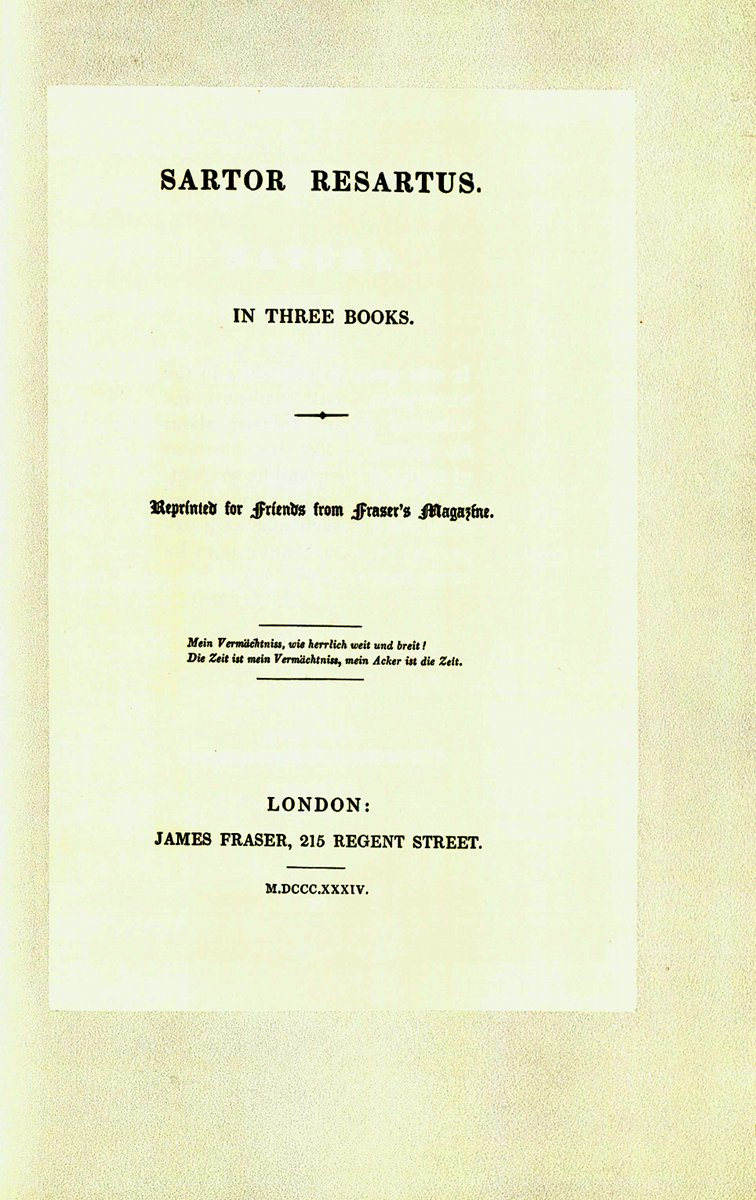 SARTOR RESARTUS.
IN THREE BOOKS.
Reprinted for Friends from Fraser's Magazine.
Mein Vermächtniss, wie herrlich weit und breit!
Die Zeit ist mein Vermächtniss, mein Acker ist die Zeit.
LONDON:
JAMES FRASER, 215 REGENT STREET.
M.DCCC.XXXIV.